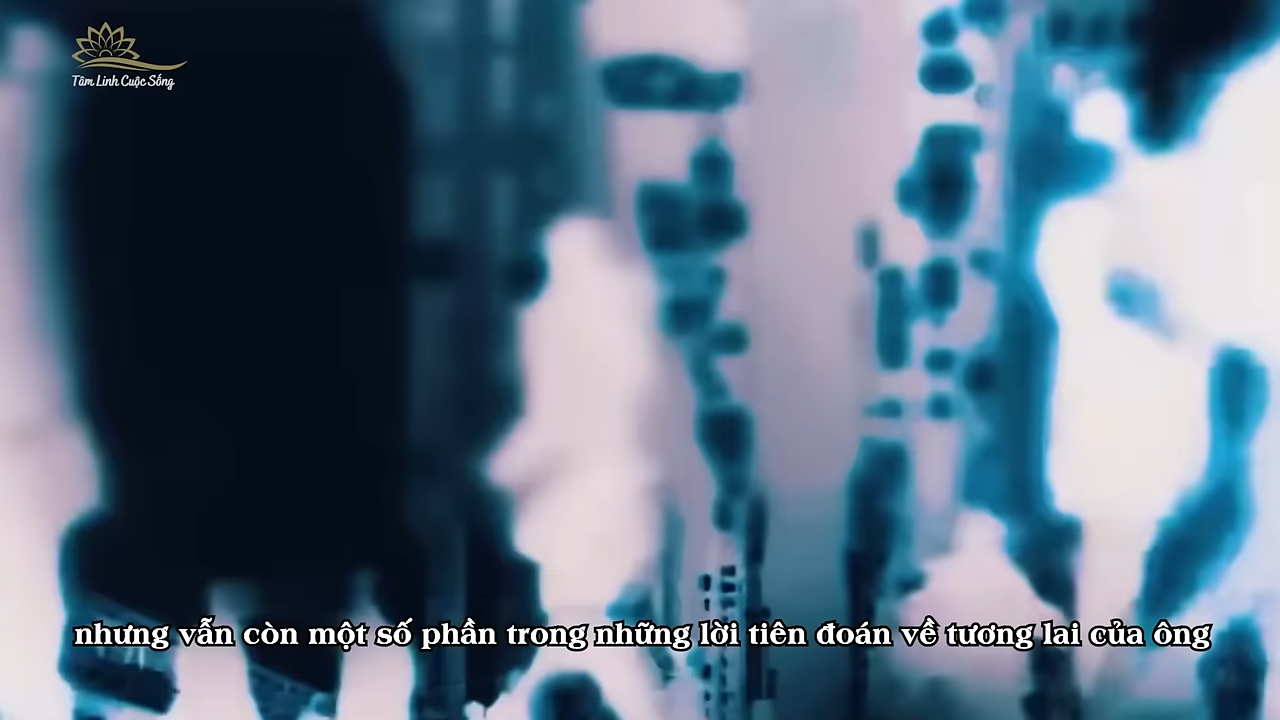 Tâm Linh Cuộc Sống
nhưng vẫn còn một số phần trong những lời tiên đoán về tương lai của ông